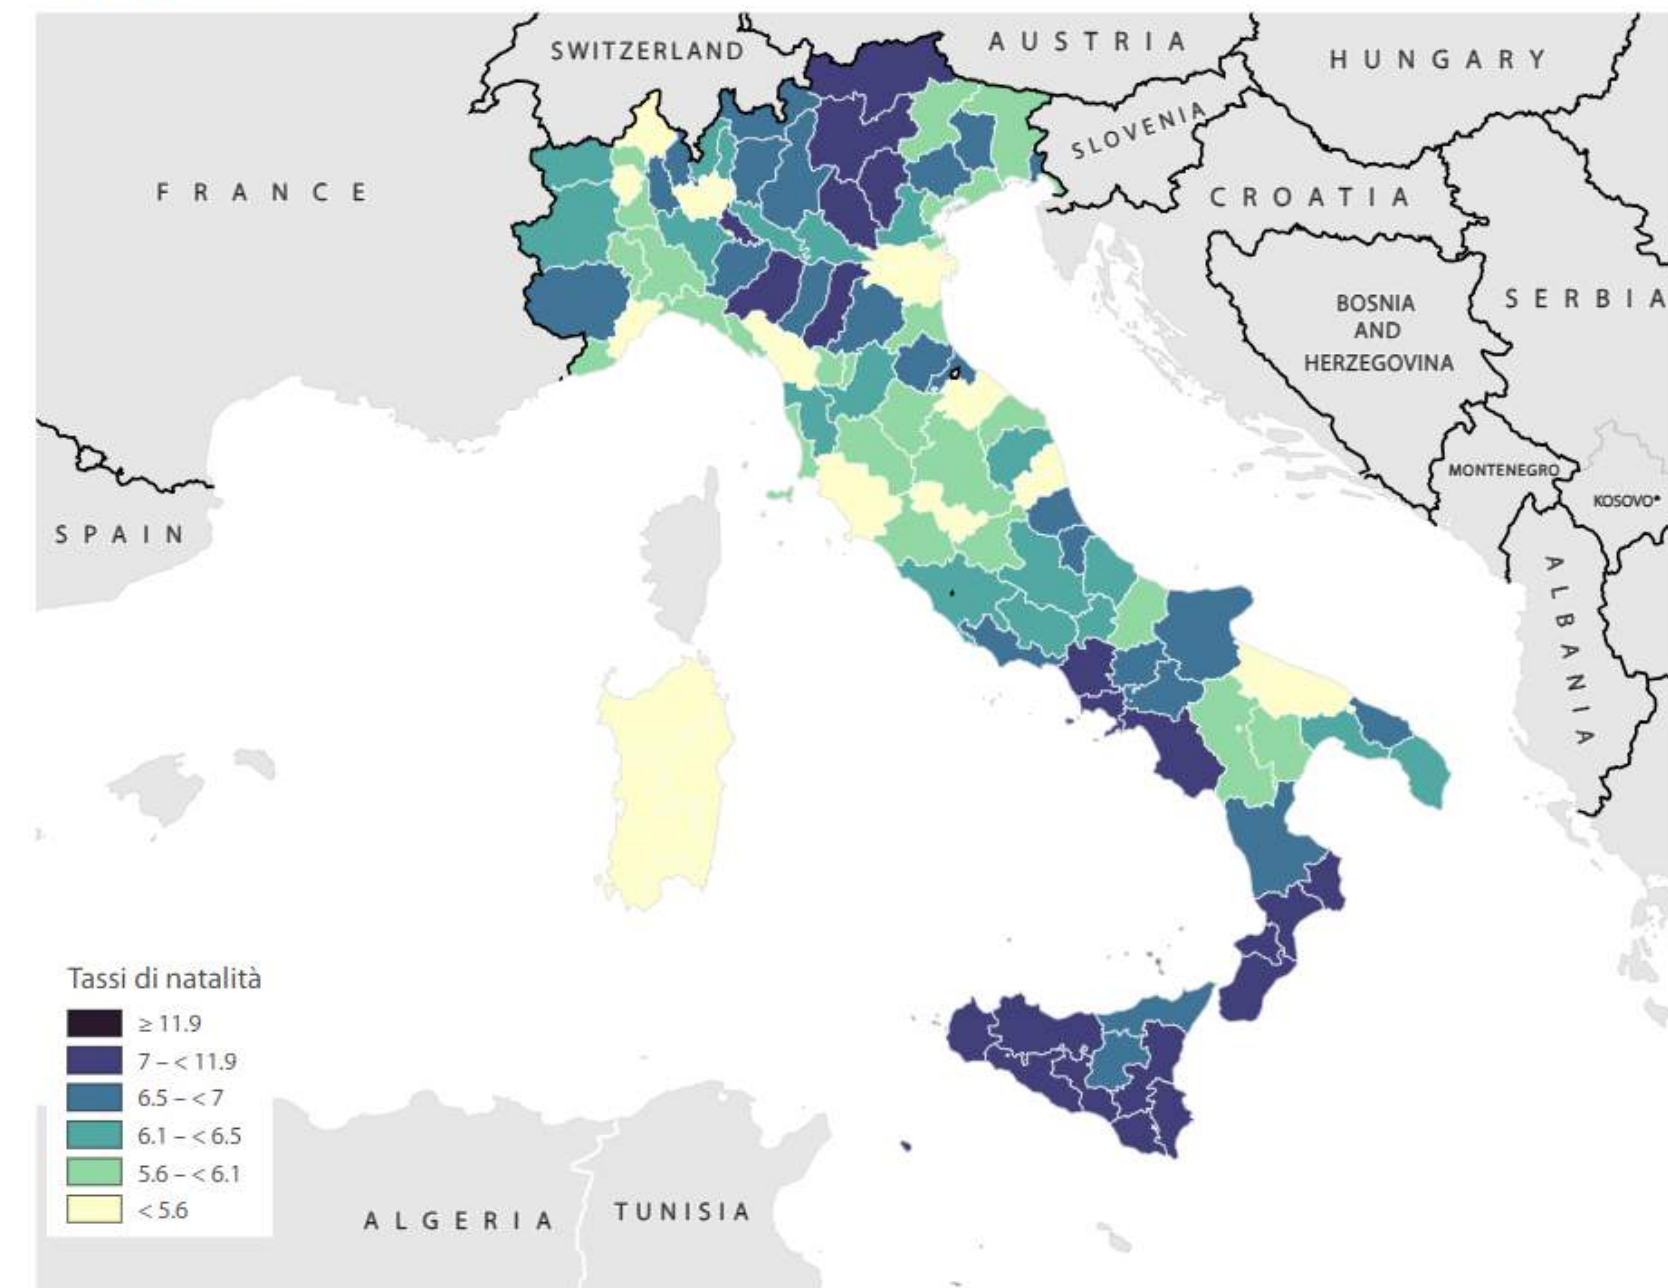 SWITZERLAND
AUSTRIA
HUNGARY
SLOVENIA
FRANCE
CROATIA
BOSNIA
AND
HERZEGOVINA
SERBIA
MONTENEGRO
KOSOVO*
SPAIN
ALBANIA
Tassi di natalità
≥ 11.9
7 – < 11.9
6.5 – < 7
6.1 – < 6.5
5.6 – < 6.1
< 5.6
ALGERIA
TUNISIA